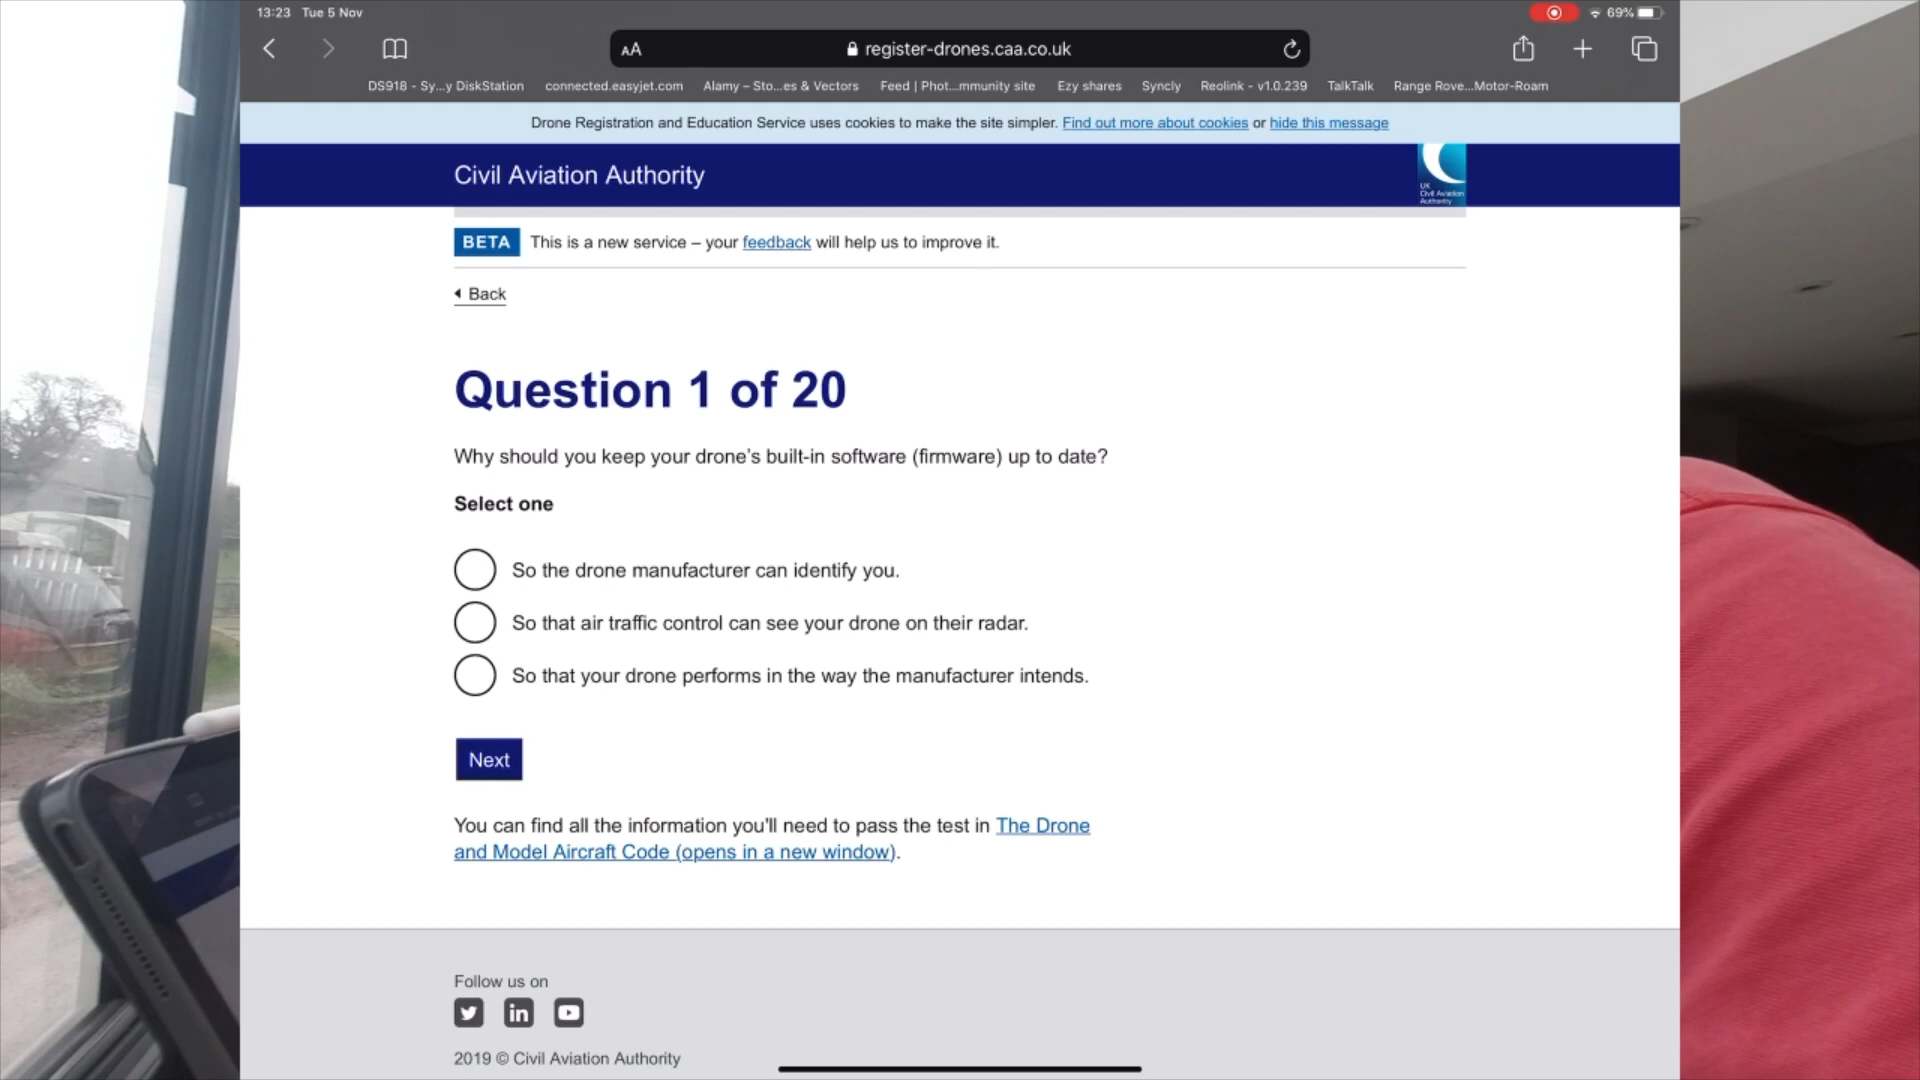 13:23 Tue 5 Nov
69%
AA register-drones.caa.co.uk
DS918 - Sy...y DiskStation connected.easyjet.com Alamy – Sto...es & Vectors Feed | Phot...mmunity site Ezy shares Syncly Reolink - v1.0.239 TalkTalk Range Rove...Motor-Roam
Drone Registration and Education Service uses cookies to make the site simpler. Find out more about cookies or hide this message
Civil Aviation Authority
UK
Civil Aviation
Authority
BETA This is a new service – your feedback will help us to improve it.
Back
Question 1 of 20
Why should you keep your drone's built-in software (firmware) up to date?
Select one
So the drone manufacturer can identify you.
So that air traffic control can see your drone on their radar.
So that your drone performs in the way the manufacturer intends.
Next
You can find all the information you'll need to pass the test in The Drone
and Model Aircraft Code (opens in a new window).
Follow us on
in
2019 © Civil Aviation Authority